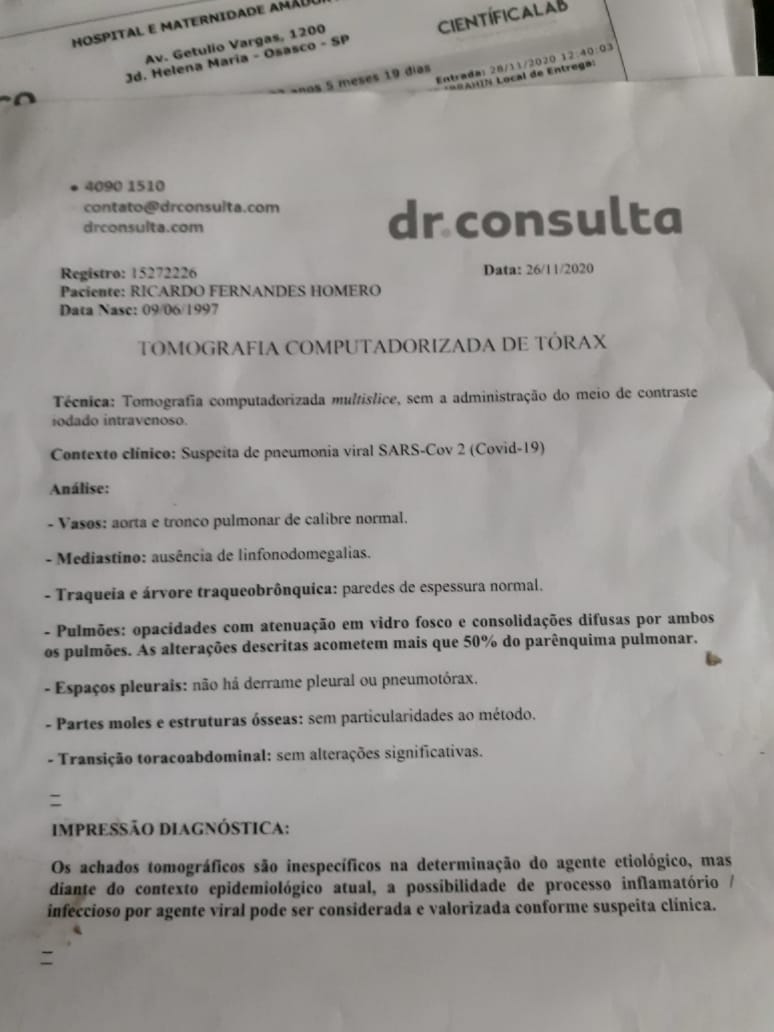 HOSPITAL E MATERNIDADE
Av. Getulio Vargas, 1200
Jd. Helena Maria - Osasco - SP
CIENTÍFICALAB
anos 5 meses 19 dias
Entrada: 28/11/2020 12:40:03
Local de Entrega:
• 4090 1510
contato@drconsulta.com
drconsulta.com
dr.consulta
Registro: 15272226
Data: 26/11/2020
Paciente: RICARDO FERNANDES HOMERO
Data Nasc: 09/06/1997
TOMOGRAFIA COMPUTADORIZADA DE TÓRAX
Técnica: Tomografia computadorizada multislice, sem a administração do meio de contraste
iodado intravenoso.
Contexto clínico: Suspeita de pneumonia viral SARS-Cov 2 (Covid-19)
Análise:
- Vasos: aorta e tronco pulmonar de calibre normal.
- Mediastino: ausência de linfonodomegalias.
- Traqueia e árvore traqueobrônquica: paredes de espessura normal.
- Pulmões: opacidades com atenuação em vidro fosco e consolidações difusas por ambos
os pulmões. As alterações descritas acometem mais que 50% do parênquima pulmonar.
- Espaços pleurais: não há derrame pleural ou pneumotórax.
- Partes moles e estruturas ósseas: sem particularidades ao método.
- Transição toracoabdominal: sem alterações significativas.
IMPRESSÃO DIAGNÓSTICA:
Os achados tomográficos são inespecíficos na determinação do agente etiológico, mas
diante do contexto epidemiológico atual, a possibilidade de processo inflamatório /
infeccioso por agente viral pode ser considerada e valorizada conforme suspeita clínica.